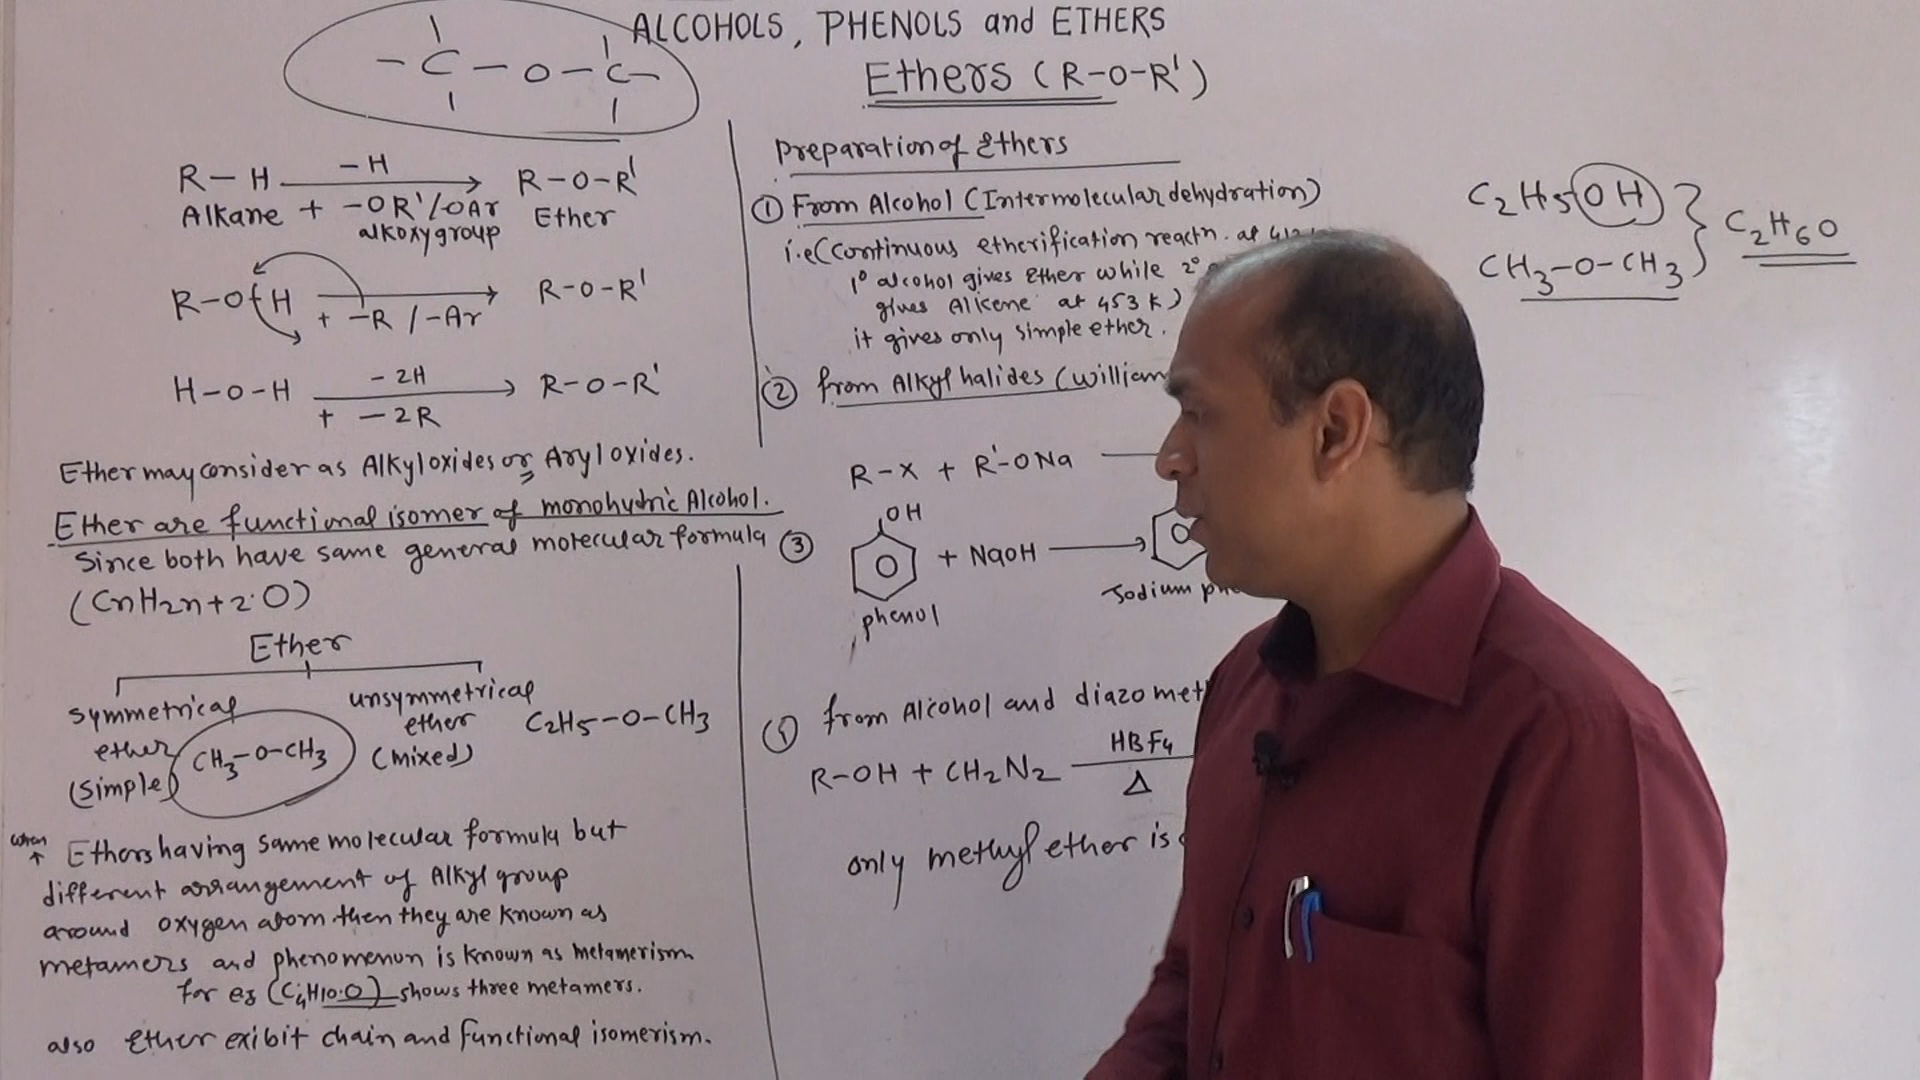 ALCOHOLS, PHENOLS and ETHERS
Ethers (R-O-R')
- C - O - C -
R-H -H R-O-R'
Alkane + -OR'/OAr Ether
alkoxy group
R-O H + -R /-Ar R-O-R'
H-O-H -2H R-O-R'
+ -2R
Ether may consider as Alkyloxides or Aryloxides.
Ether are functional isomer of monohydric Alcohol.
Since both have same general molecular formula
(CnH2n+2·O)
Ether
symmetrical
ether
(simple)
CH3-O-CH3
unsymmetrical
ether
(mixed)
C2H5-O-CH3
when
Ethers having same molecular formula but
different arrangement of Alkyl group
around oxygen atom then they are known as
metamers and phenomenon is known as metamerism
for eg (C4H10·O) shows three metamers.
also Ether exibit chain and functional isomerism.
Preparation of Ethers
① From Alcohol (Intermolecular dehydration)
i.e (continuous etherification reactn. at
1° alcohol gives Ether while 2°
gives Alkene at 453 K)
it gives only simple ether.
② from Alkyl halides (
R-X + R'-ONa
③ OH
+ NaOH
phenol
Sodium
from Alcohol and
R-OH + CH2N2 HBF4
Δ
only methyl ether is
C2H5OH
CH3-O-CH3
C2H6O